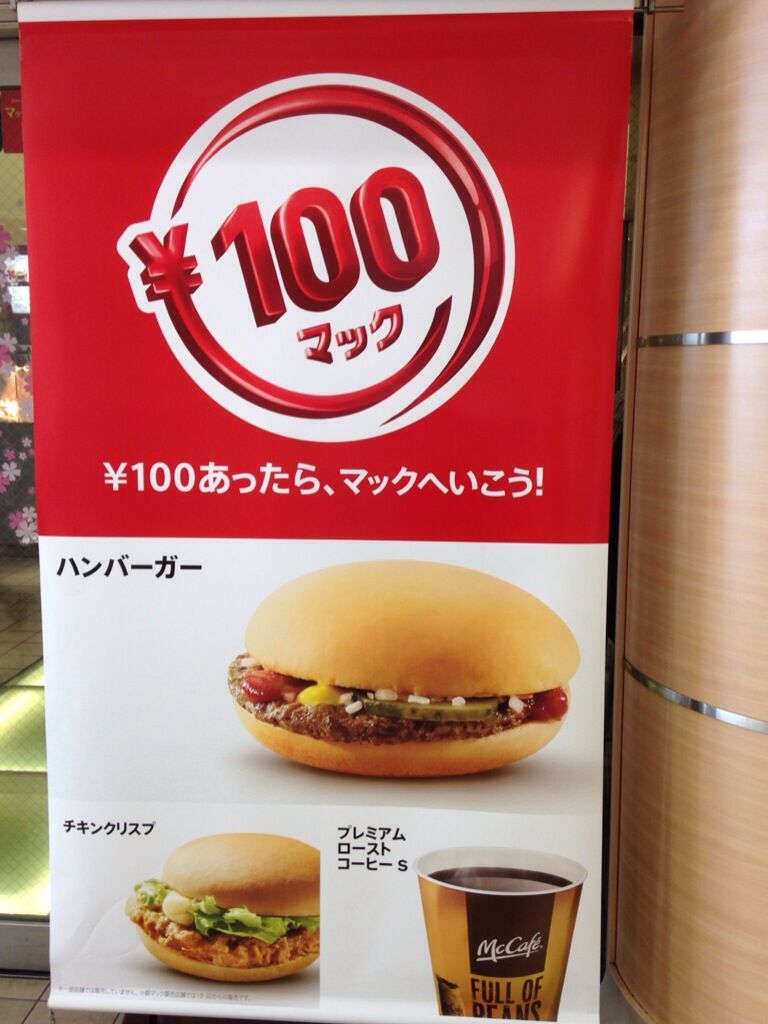 ¥100
マック
¥100あったら、マックへいこう!
ハンバーガー
チキンクリスプ
プレミアム
ロースト
コーヒー S
McCafé
FULL OF
BEANS